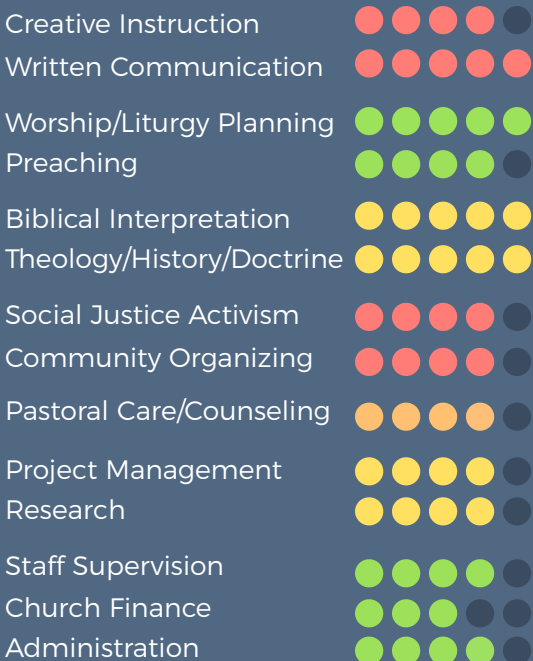 Creative Instruction
Written Communication
Worship/Liturgy Planning
Preaching
Biblical Interpretation
Theology/History/Doctrine
Social Justice Activism
Community Organizing
Pastoral Care/Counseling
Project Management
Research
Staff Supervision
Church Finance
Administration